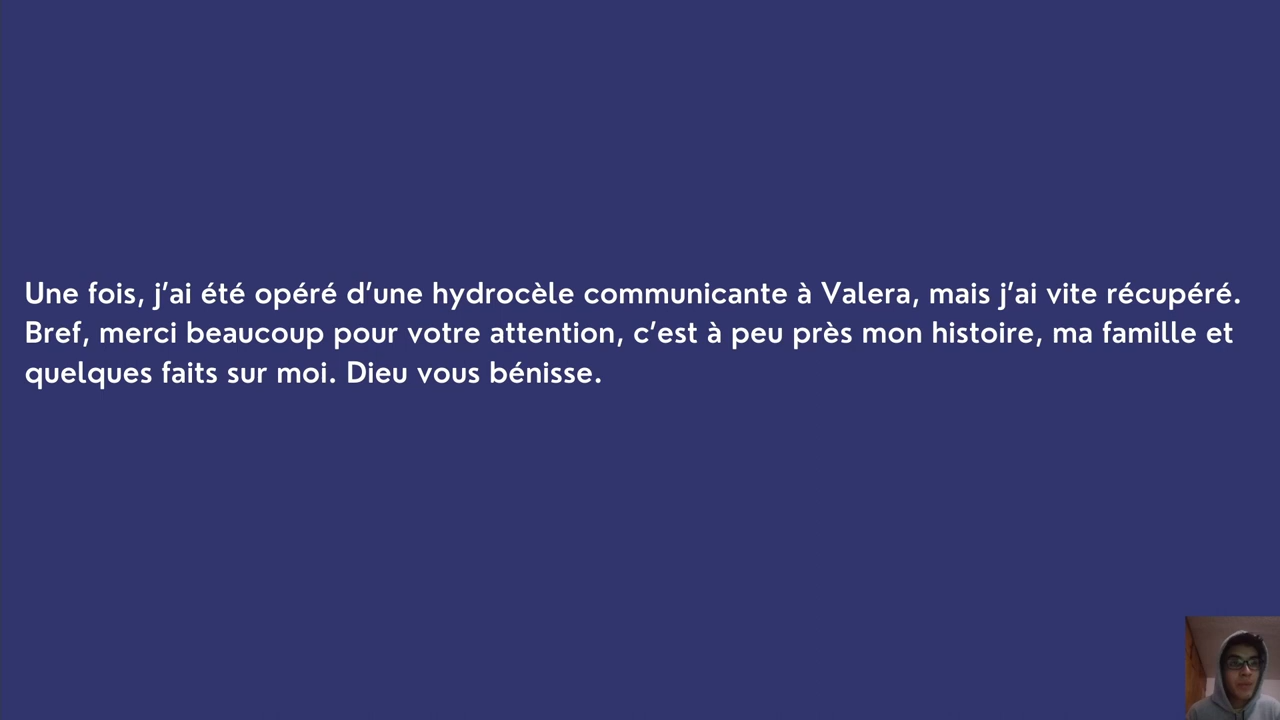 Une fois, j’ai été opéré d’une hydrocèle communicante à Valera, mais j’ai vite récupéré.
Bref, merci beaucoup pour votre attention, c’est à peu près mon histoire, ma famille et
quelques faits sur moi. Dieu vous bénisse.